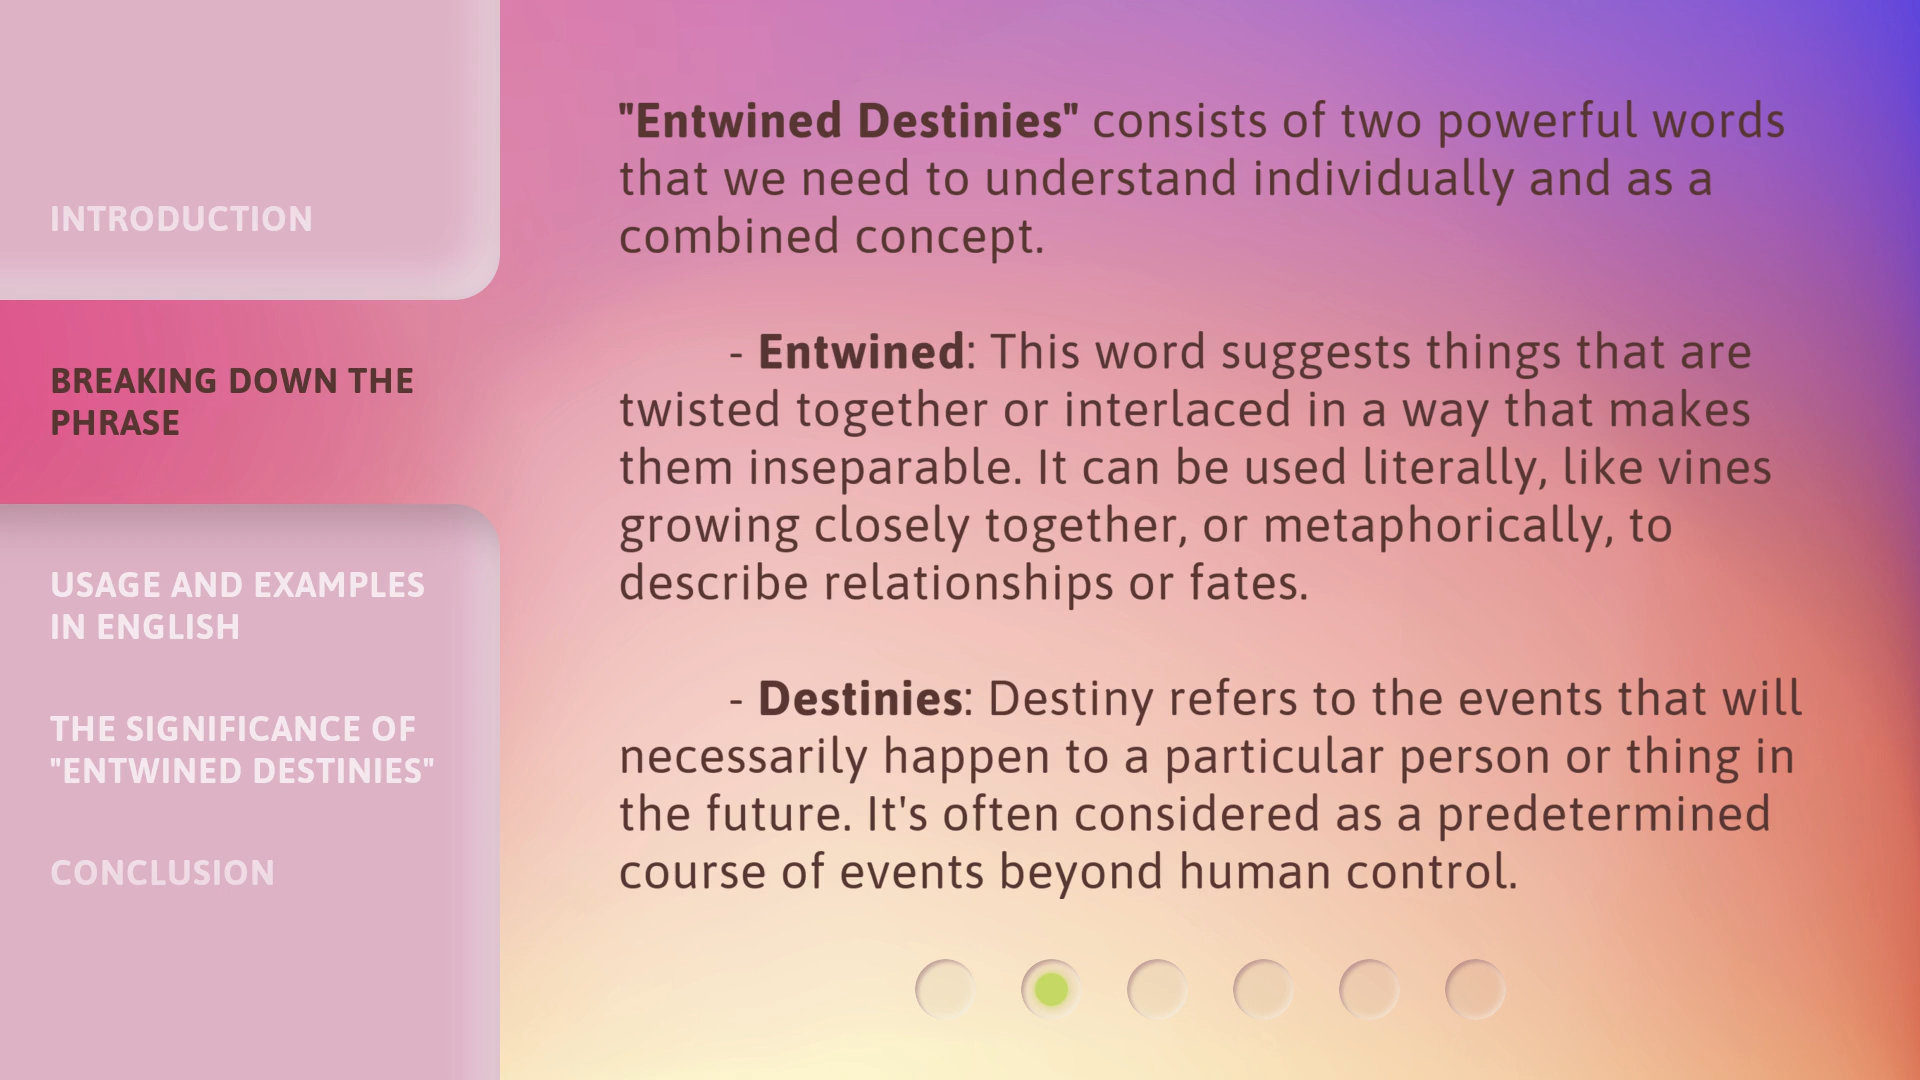 INTRODUCTION
BREAKING DOWN THE
PHRASE
USAGE AND EXAMPLES
IN ENGLISH
THE SIGNIFICANCE OF
"ENTWINED DESTINIES"
CONCLUSION
"Entwined Destinies" consists of two powerful words
that we need to understand individually and as a
combined concept.
- Entwined: This word suggests things that are
twisted together or interlaced in a way that makes
them inseparable. It can be used literally, like vines
growing closely together, or metaphorically, to
describe relationships or fates.
- Destinies: Destiny refers to the events that will
necessarily happen to a particular person or thing in
the future. It's often considered as a predetermined
course of events beyond human control.